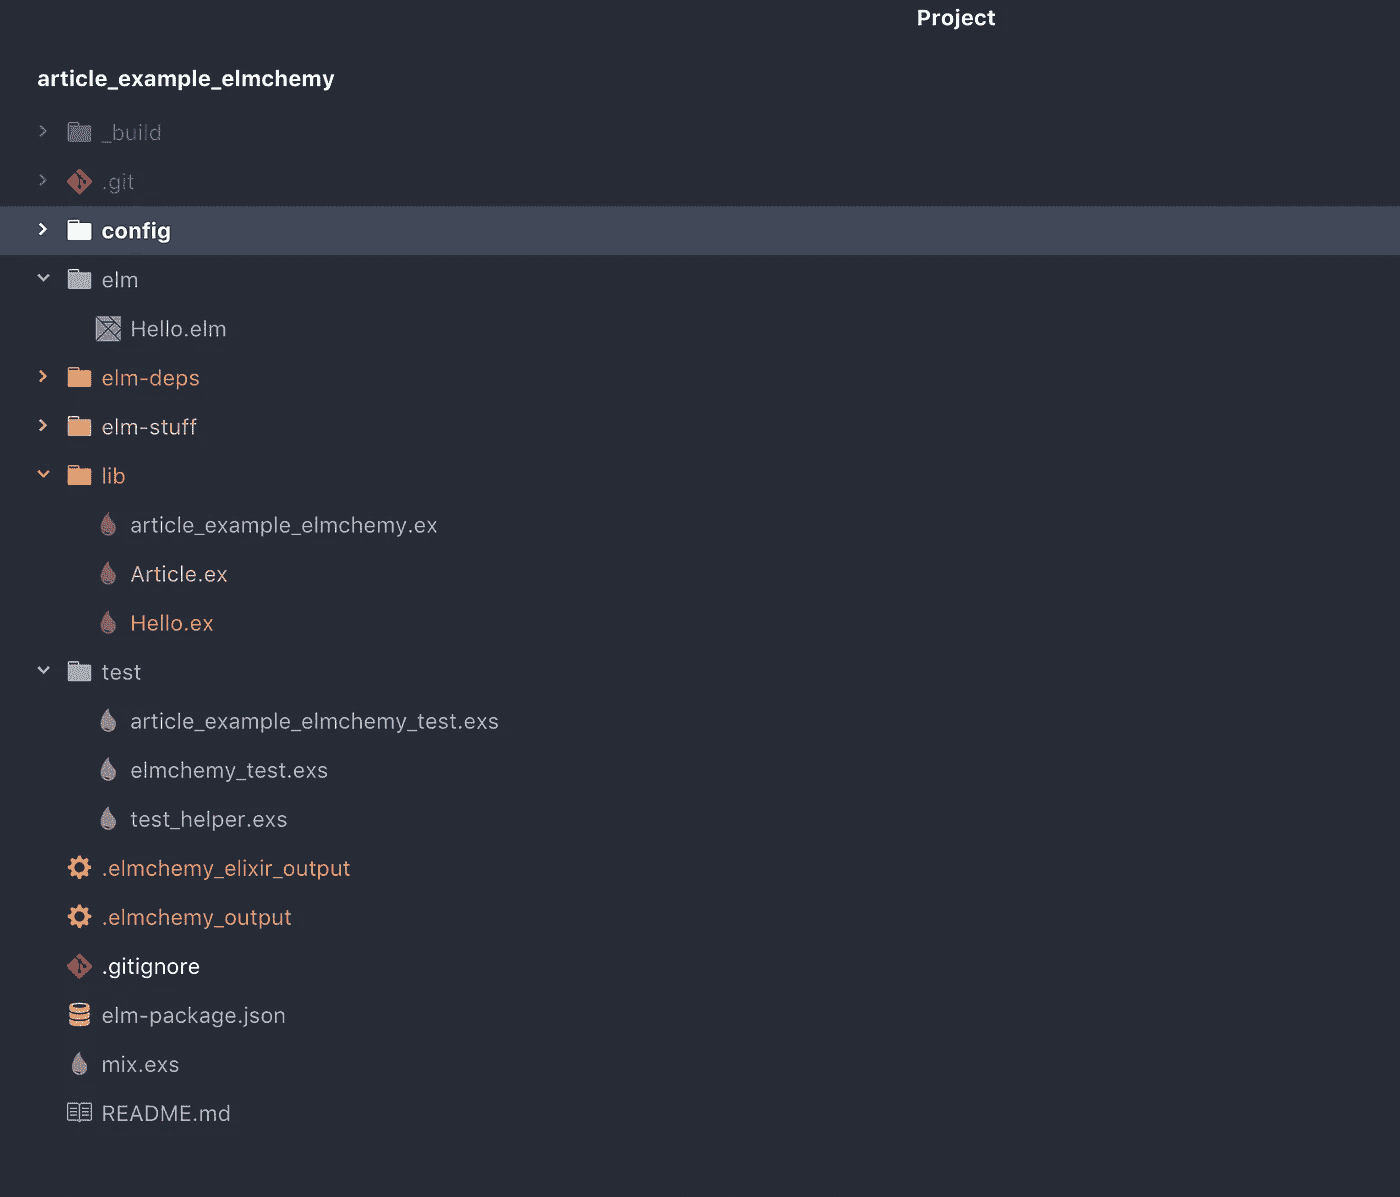 Project
article_example_elmchemy
_build
.git
config
elm
Hello.elm
elm-deps
elm-stuff
lib
article_example_elmchemy.ex
Article.ex
Hello.ex
test
article_example_elmchemy_test.exs
elmchemy_test.exs
test_helper.exs
.elmchemy_elixir_output
.elmchemy_output
.gitignore
elm-package.json
mix.exs
README.md